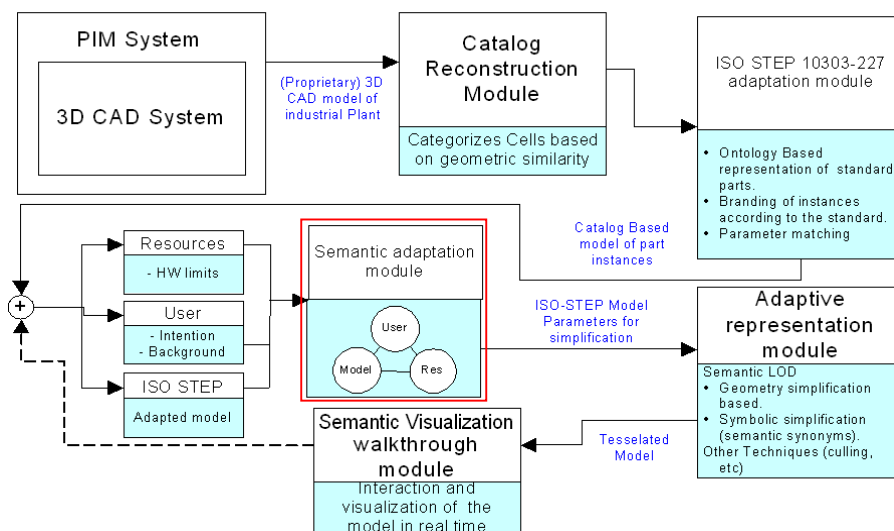 PIM System
3D CAD System
(Proprietary) 3D
CAD model of
industrial Plant
Catalog
Reconstruction
Module
Categorizes Cells based
on geometric similarity
ISO STEP 10303-227
adaptation module
• Ontology Based
representation of standard
parts.
• Branding of instances
according to the standard.
• Parameter matching
Catalog Based
model of part
instances
+
Resources
- HW limits
User
- Intention
- Background
ISO STEP
Adapted model
Semantic adaptation
module
User
Model
Res
ISO-STEP Model
Parameters for
simplification
Adaptive
representation
module
Semantic LOD
• Geometry simplification
based.
• Symbolic simplification
(semantic synonyms).
Other Techniques (culling,
etc)
Tesselated
Model
Semantic Visualization
walkthrough
module
Interaction and
visualization of the
model in real time